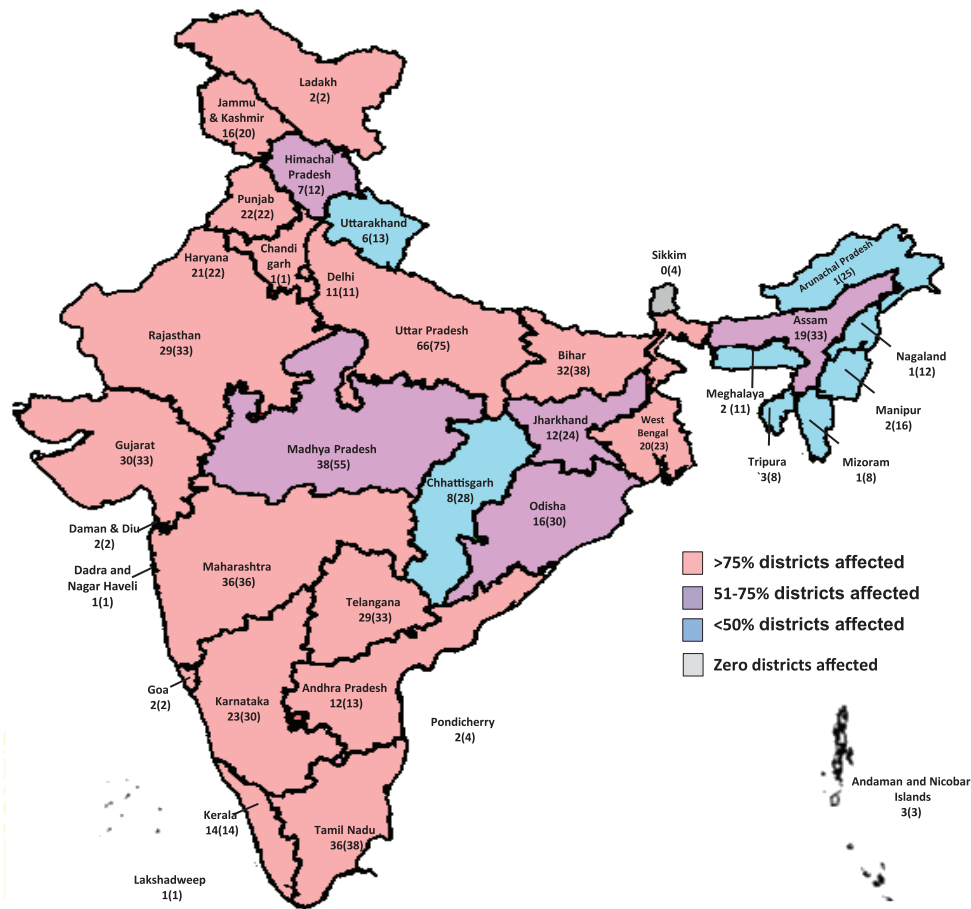 Ladakh
2(2)
Jammu
& Kashmir
16(20)
Himachal
Pradesh
7(12)
Punjab
22(22)
Uttarakhand
6(13)
Haryana
21(22)
Chandi
garh
1(1)
Delhi
11(11)
Sikkim
0(4)
Arunachal Pradesh
1(25)
Rajasthan
29(33)
Uttar Pradesh
66(75)
Bihar
32(38)
Assam
19(33)
Nagaland
1(12)
Meghalaya
2 (11)
Manipur
2(16)
Gujarat
30(33)
Madhya Pradesh
38(55)
Jharkhand
12(24)
West
Bengal
20(23)
Tripura
`3(8)
Mizoram
1(8)
Chhattisgarh
8(28)
Odisha
16(30)
Daman & Diu
2(2)
Dadra and
Nagar Haveli
1(1)
Maharashtra
36(36)
Telangana
29(33)
>75% districts affected
51-75% districts affected
<50% districts affected
Zero districts affected
Goa
2(2)
Karnataka
23(30)
Andhra Pradesh
12(13)
Pondicherry
2(4)
Andaman and Nicobar
Islands
3(3)
Kerala
14(14)
Tamil Nadu
36(38)
Lakshadweep
1(1)